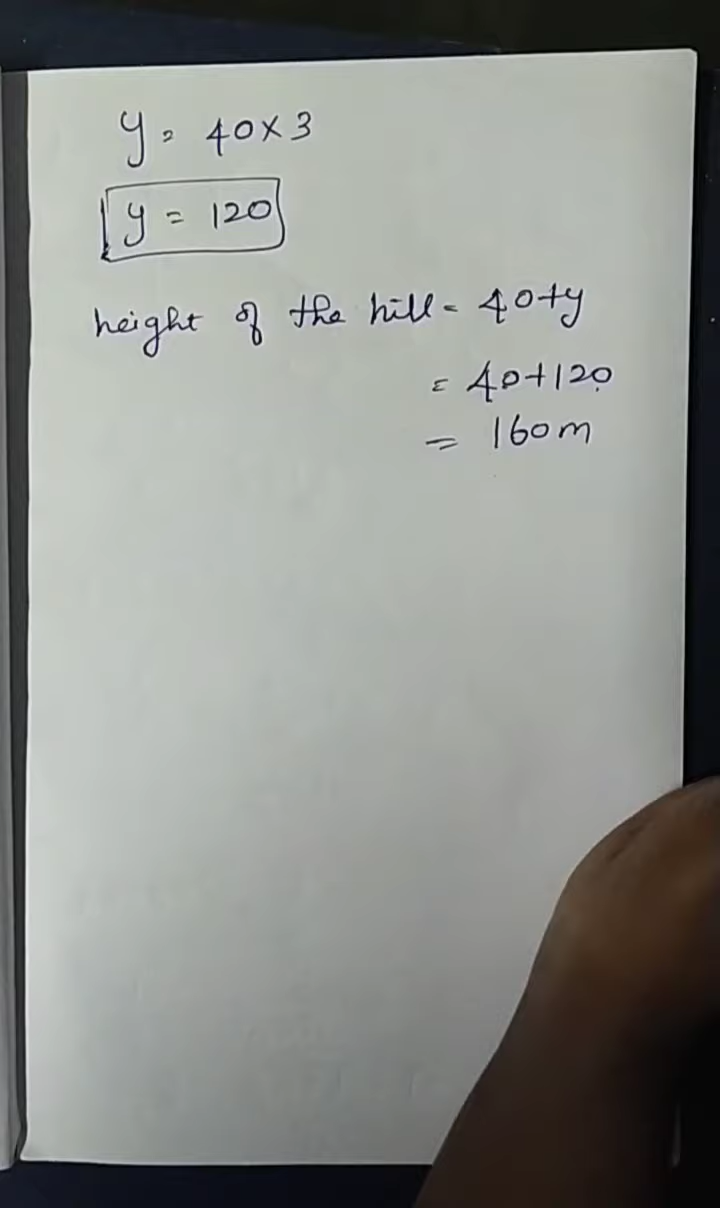 y = 40×3
y = 120
height of the hill = 40+y
= 40+120
= 160m